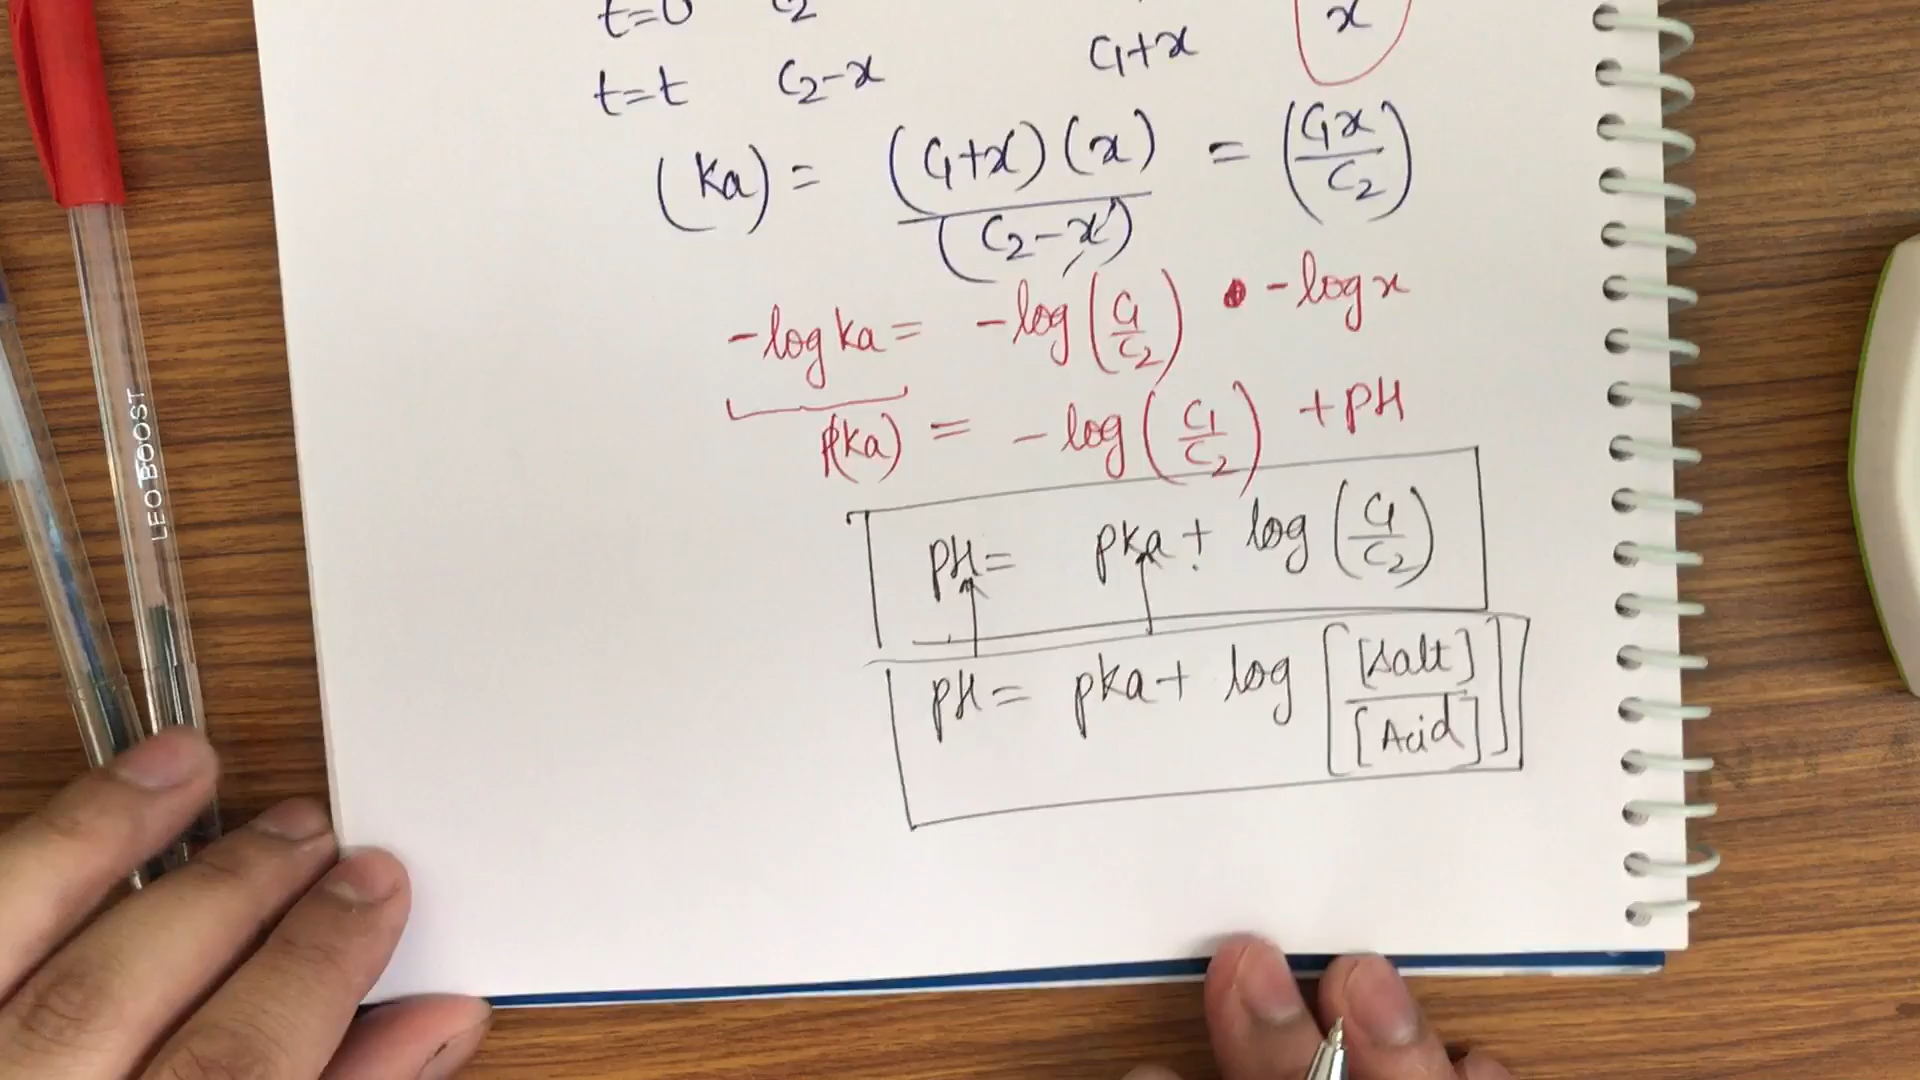 t=0 C₂
x
t=t C₂-x C₁+x
(Ka) = (C₁+x)(x) / (C₂-x) = (C₁x / C₂)
-log Ka = -log (C₁/C₂) - log x
p(Ka) = -log (C₁/C₂) + PH
PH = pKa + log (C₁/C₂)
pH = pKa + log [[Salt] / [Acid]]
LEO BOOST